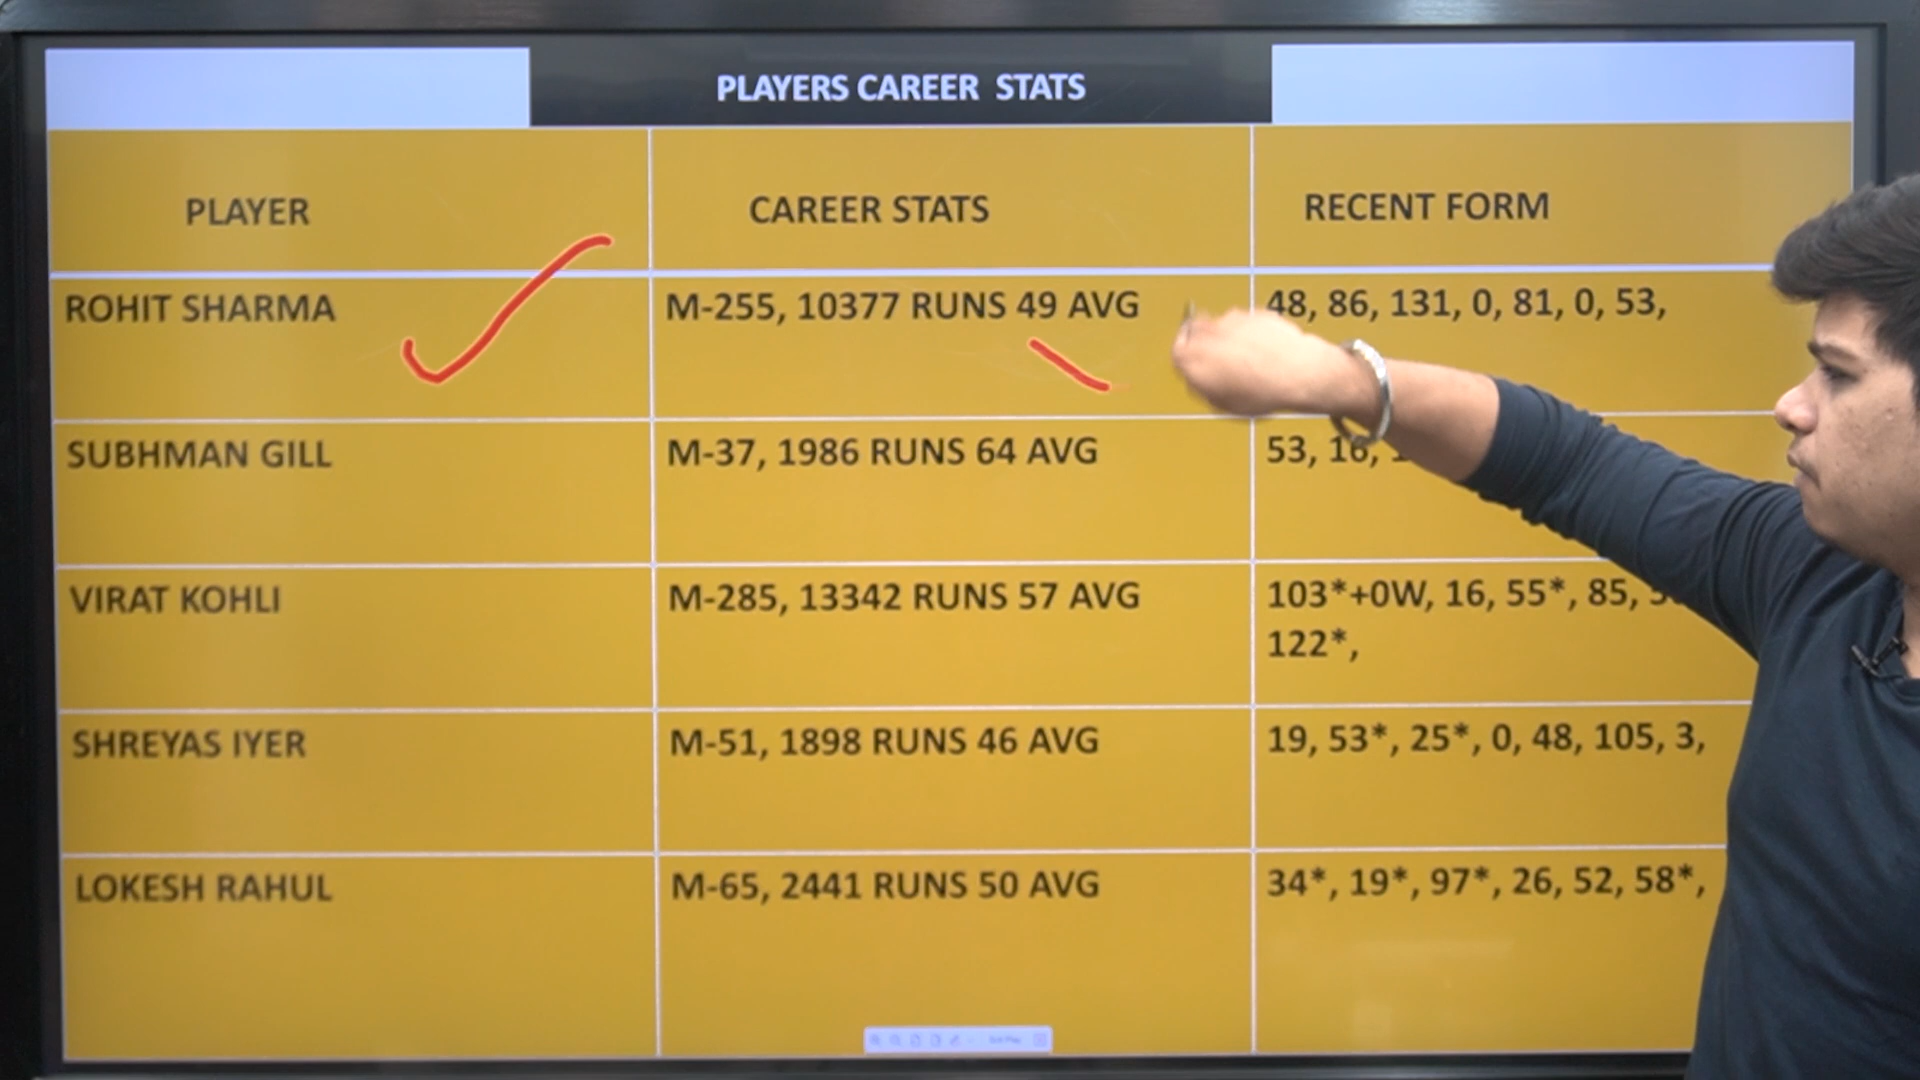 PLAYERS CAREER STATS
PLAYER
CAREER STATS
RECENT FORM
ROHIT SHARMA
M-255, 10377 RUNS 49 AVG
48, 86, 131, 0, 81, 0, 53,
SUBHMAN GILL
M-37, 1986 RUNS 64 AVG
53, 16,
VIRAT KOHLI
M-285, 13342 RUNS 57 AVG
103*+0W, 16, 55*, 85,
122*,
SHREYAS IYER
M-51, 1898 RUNS 46 AVG
19, 53*, 25*, 0, 48, 105, 3,
LOKESH RAHUL
M-65, 2441 RUNS 50 AVG
34*, 19*, 97*, 26, 52, 58*,